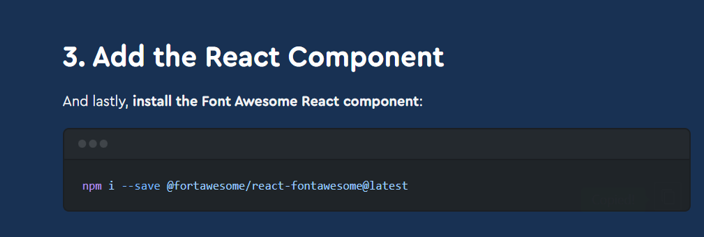 3. Add the React Component
And lastly, install the Font Awesome React component:
npm i --save @fortawesome/react-fontawesome@latest